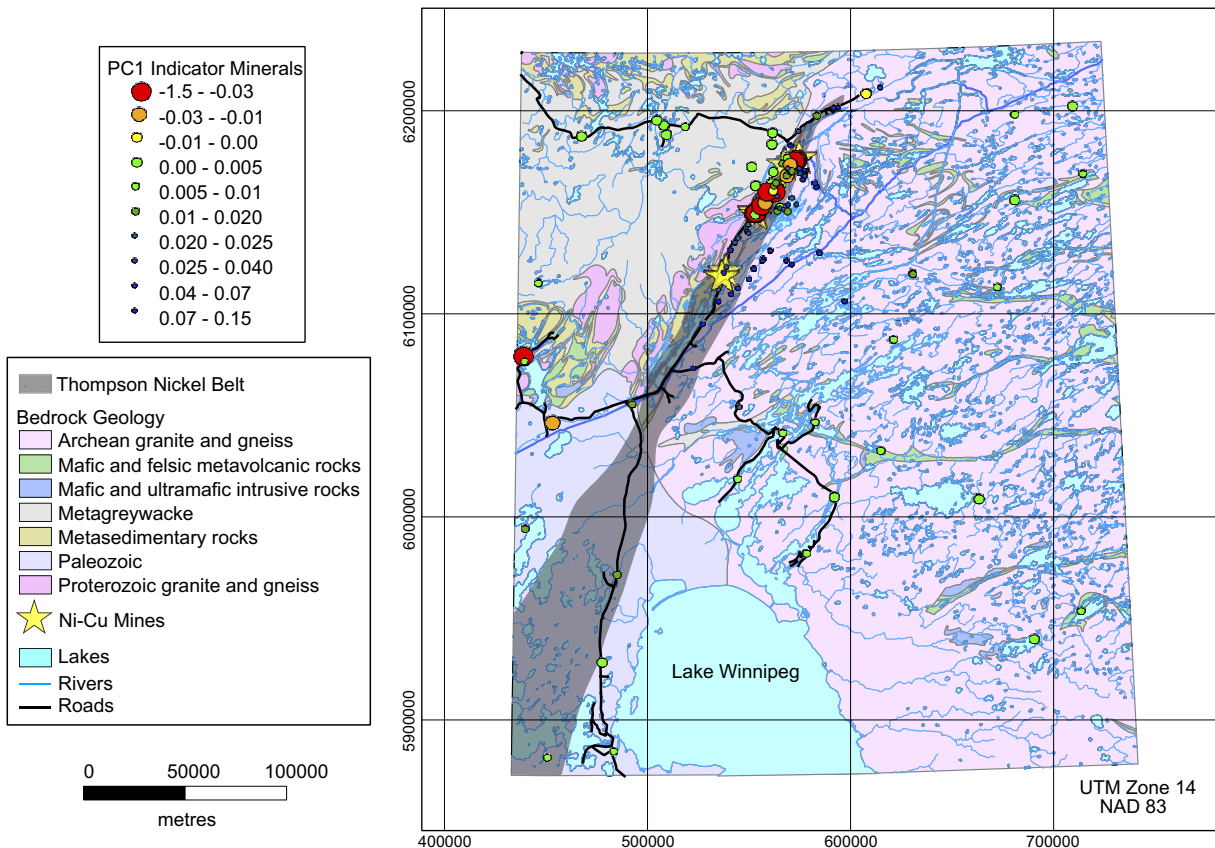 PC1 Indicator Minerals
-1.5 - -0.03
-0.03 - -0.01
-0.01 - 0.00
0.00 - 0.005
0.005 - 0.01
0.01 - 0.020
0.020 - 0.025
0.025 - 0.040
0.04 - 0.07
0.07 - 0.15
Thompson Nickel Belt
Bedrock Geology
Archean granite and gneiss
Mafic and felsic metavolcanic rocks
Mafic and ultramafic intrusive rocks
Metagreywacke
Metasedimentary rocks
Paleozoic
Proterozoic granite and gneiss
Ni-Cu Mines
Lakes
Rivers
Roads
0 50000 100000
metres
6200000
6100000
6000000
5900000
Lake Winnipeg
UTM Zone 14
NAD 83
400000 500000 600000 700000